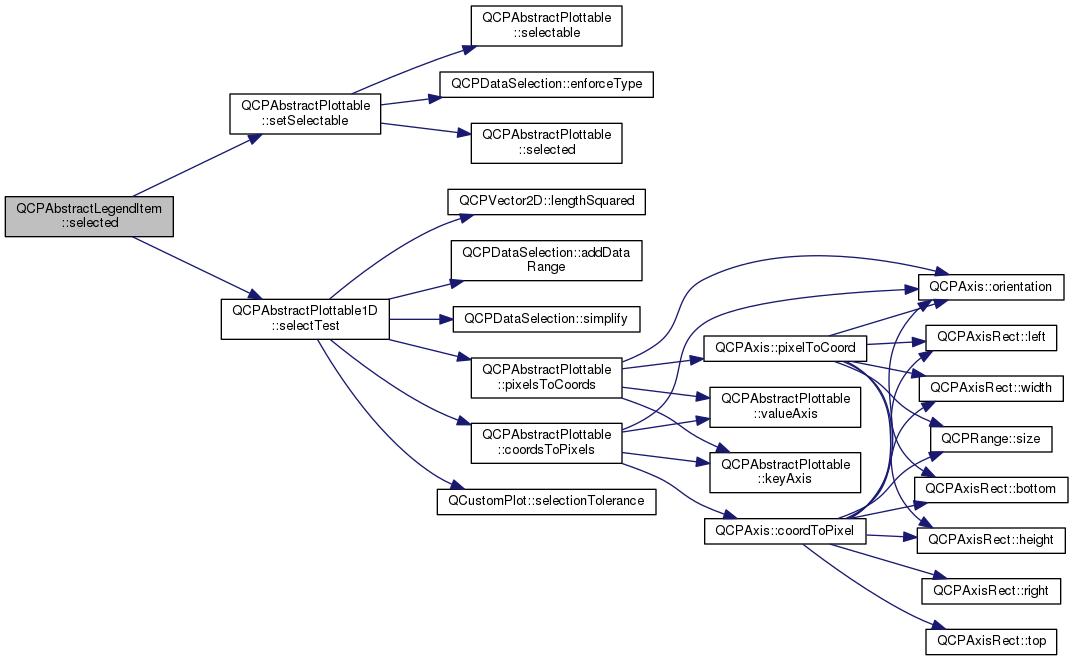 QCPAbstractLegendItem
::selected
QCPAbstractPlottable
::setSelectable
QCPAbstractPlottable1D
::selectTest
QCPAbstractPlottable
::selectable
QCPDataSelection::enforceType
QCPAbstractPlottable
::selected
QCPVector2D::lengthSquared
QCPDataSelection::addData
Range
QCPDataSelection::simplify
QCPAbstractPlottable
::pixelsToCoords
QCPAbstractPlottable
::coordsToPixels
QCustomPlot::selectionTolerance
QCPAxis::pixelToCoord
QCPAbstractPlottable
::valueAxis
QCPAbstractPlottable
::keyAxis
QCPAxis::coordToPixel
QCPAxis::orientation
QCPAxisRect::left
QCPAxisRect::width
QCPRange::size
QCPAxisRect::bottom
QCPAxisRect::height
QCPAxisRect::right
QCPAxisRect::top